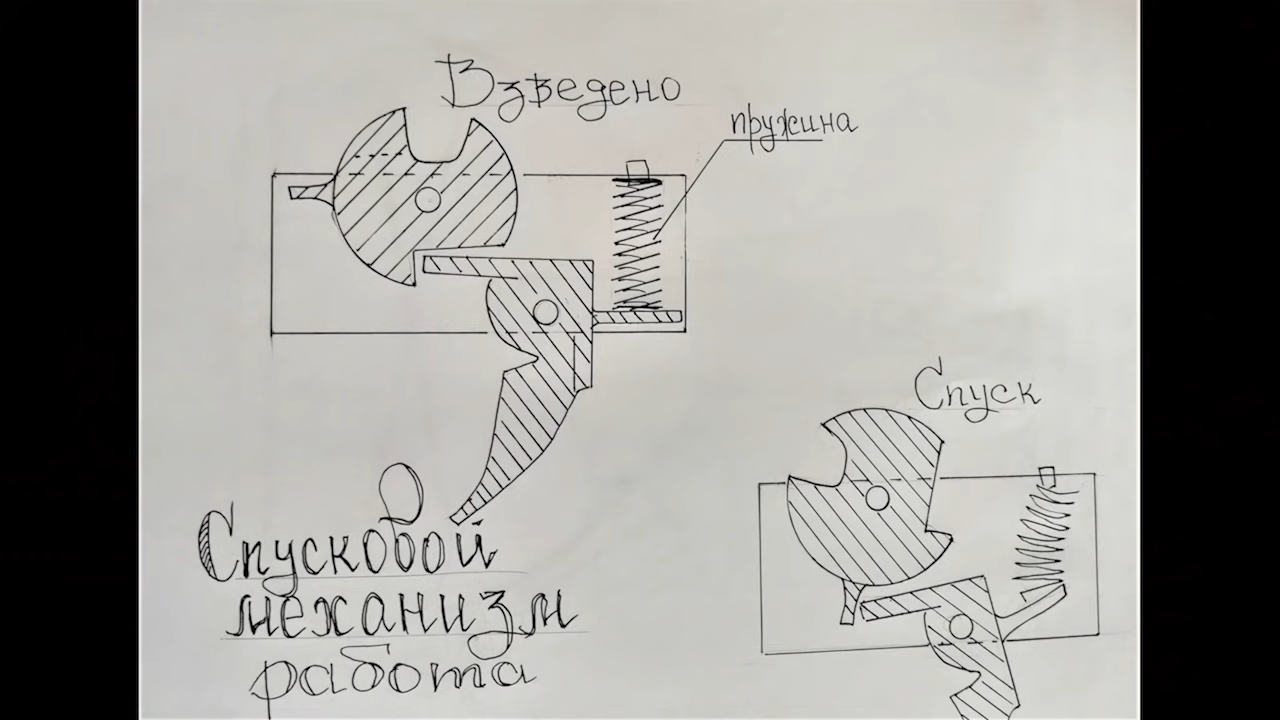 Взведено
пружина
Спуск
Спусковой
механизм
работа